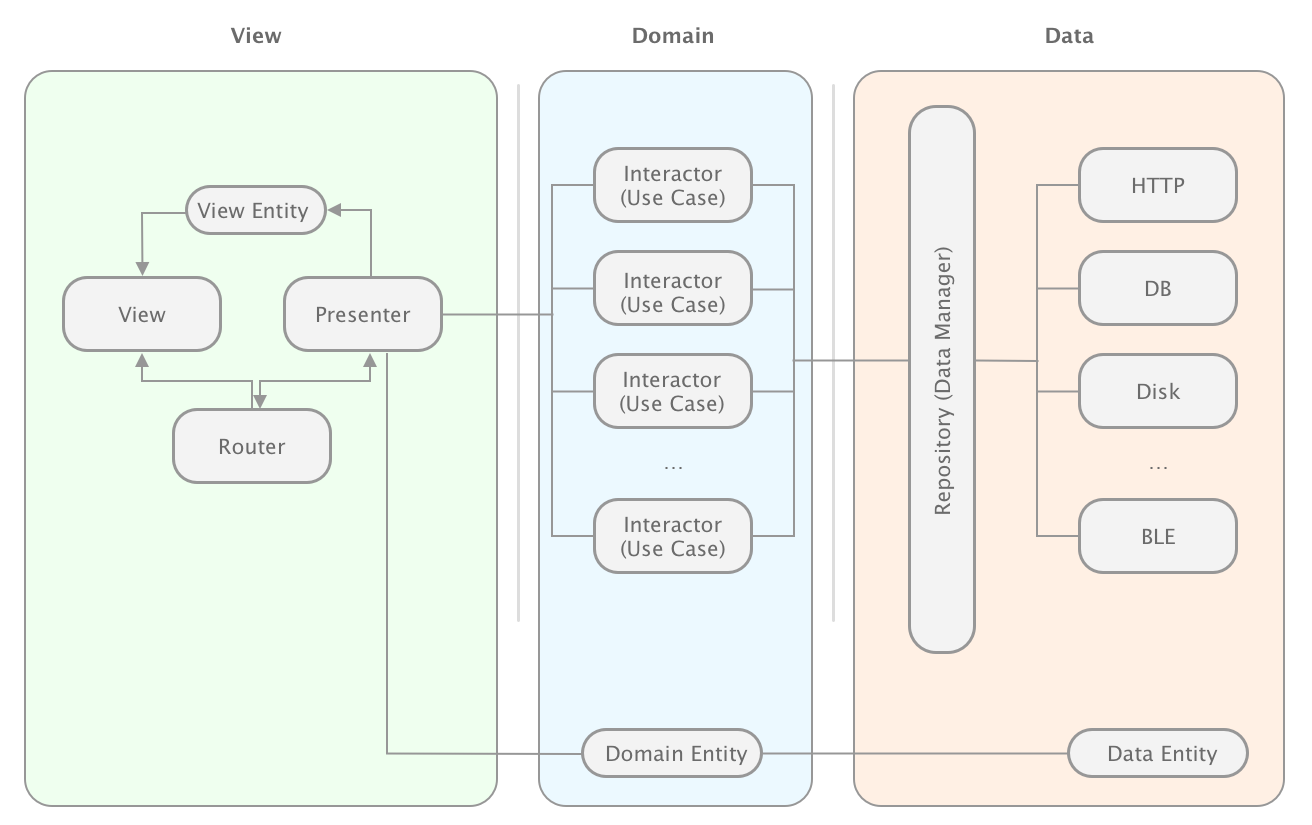 View
Domain
Data
View Entity
View
Presenter
Router
Interactor
(Use Case)
Interactor
(Use Case)
Interactor
(Use Case)
...
Interactor
(Use Case)
Domain Entity
Repository (Data Manager)
HTTP
DB
Disk
...
BLE
Data Entity